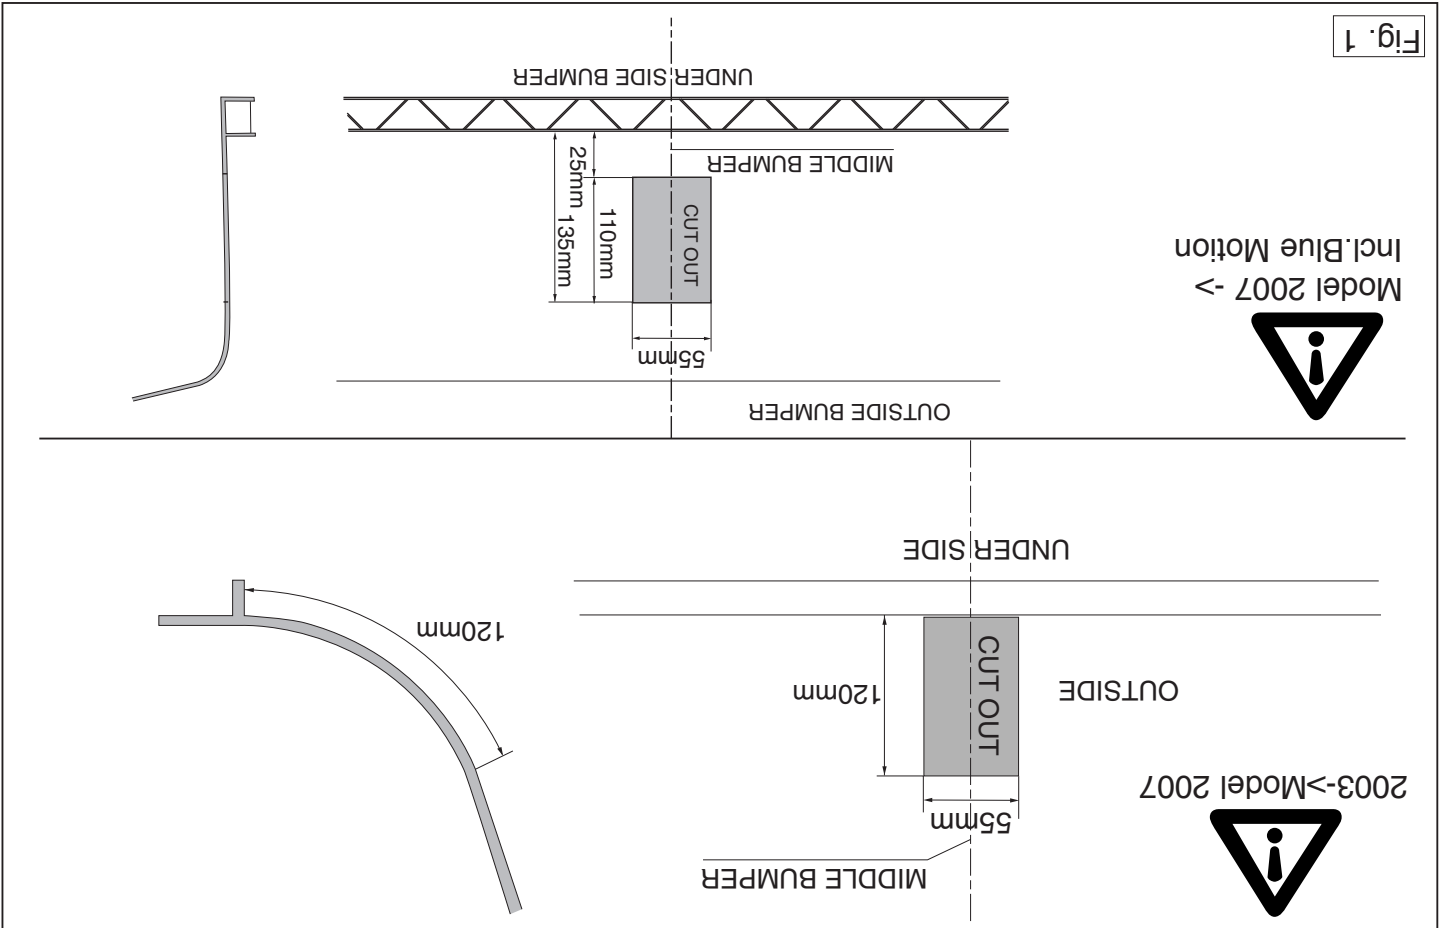 MIDDLE BUMPER
2003->Model 2007
55mm
CUT OUT
120mm
OUTSIDE
120mm
UNDER SIDE
OUTSIDE BUMPER
Model 2007 ->
Incl.Blue Motion
55mm
CUT OUT
110mm
135mm
25mm
MIDDLE BUMPER
UNDER SIDE BUMPER
Fig. 1